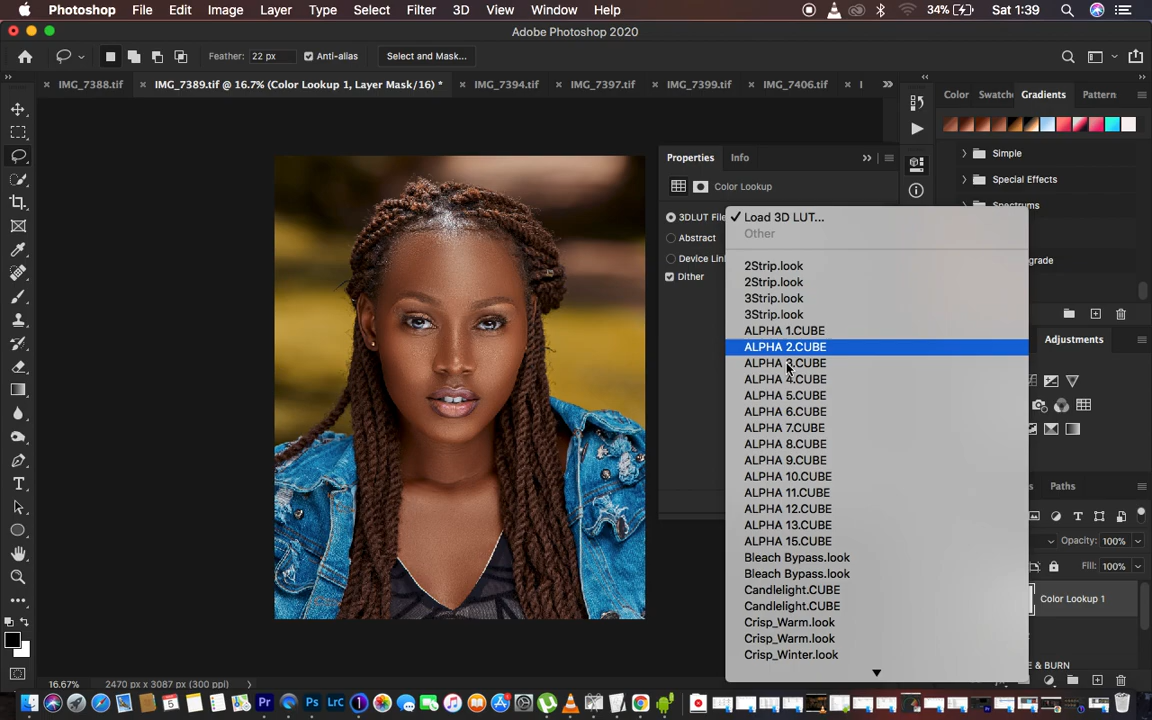 Photoshop File Edit Image Layer Type Select Filter 3D View Window Help 34% Sat 1:39
Adobe Photoshop 2020
Feather: 22 px Anti-alias Select and Mask...
IMG_7388.tif IMG_7389.tif @ 16.7% (Color Lookup 1, Layer Mask/16) * IMG_7394.tif IMG_7397.tif IMG_7399.tif IMG_7406.tif
Color Swatch Gradients Pattern
Simple
Special Effects
Spectrums
Properties Info
Color Lookup
3DLUT File
Abstract
Device Lin
Dither
Load 3D LUT...
Other
2Strip.look
2Strip.look
3Strip.look
3Strip.look
ALPHA 1.CUBE
ALPHA 2.CUBE
ALPHA 3.CUBE
ALPHA 4.CUBE
ALPHA 5.CUBE
ALPHA 6.CUBE
ALPHA 7.CUBE
ALPHA 8.CUBE
ALPHA 9.CUBE
ALPHA 10.CUBE
ALPHA 11.CUBE
ALPHA 12.CUBE
ALPHA 13.CUBE
ALPHA 15.CUBE
Bleach Bypass.look
Bleach Bypass.look
Candlelight.CUBE
Candlelight.CUBE
Crisp_Warm.look
Crisp_Warm.look
Crisp_Winter.look
grade
Adjustments
s Paths
Opacity: 100%
Fill: 100%
Color Lookup 1
E & BURN
16.67% 2470 px x 3087 px (300 ppi)